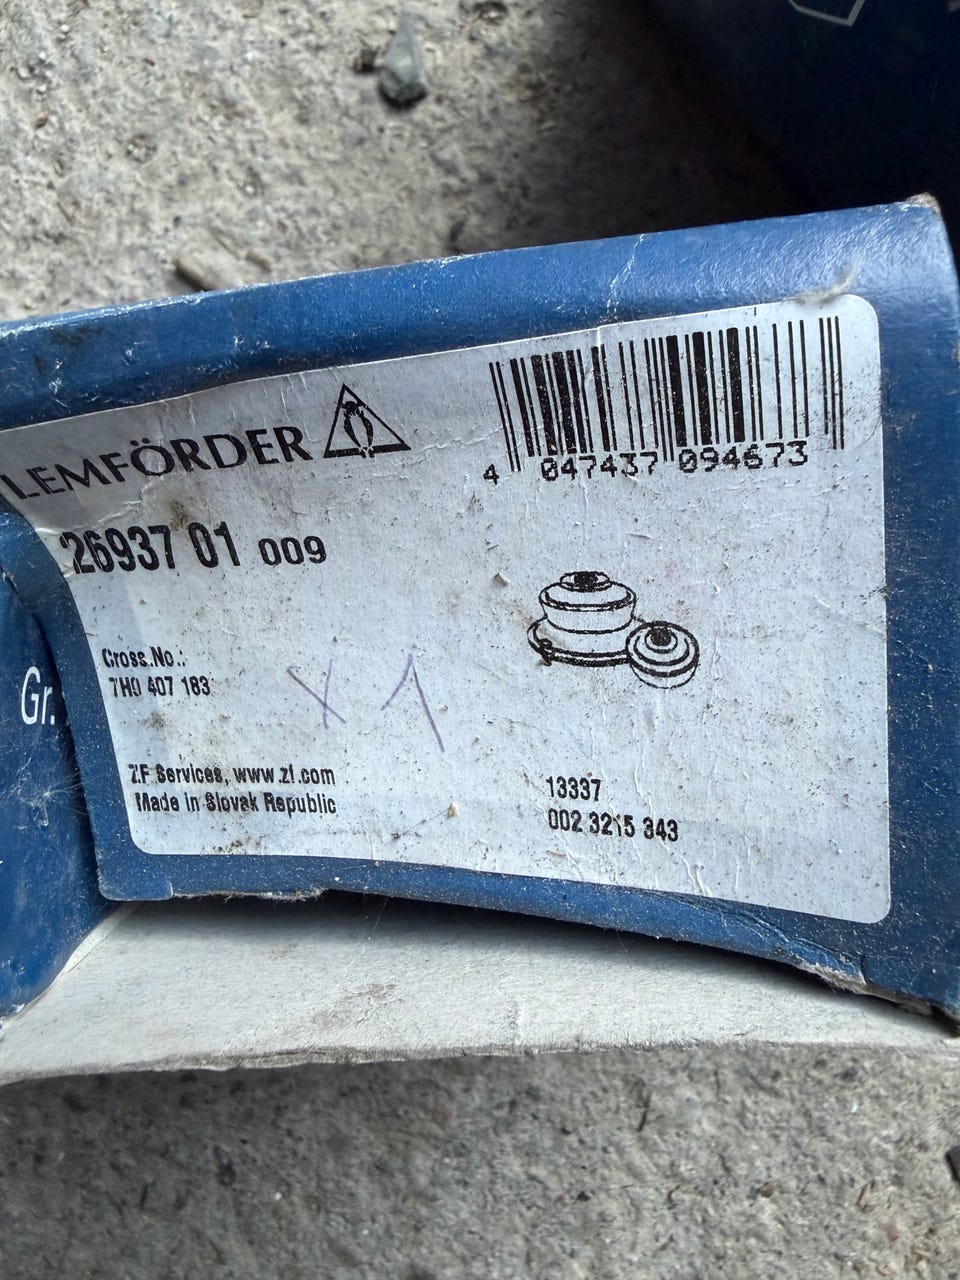 LEMFÖRDER
4 047437 094673
26937 01 009
Cross.No.:
7H0 407 183
X 1
Gr.
ZF Services, www.zf.com
Made in Slovak Republic
13337
002 3215 343